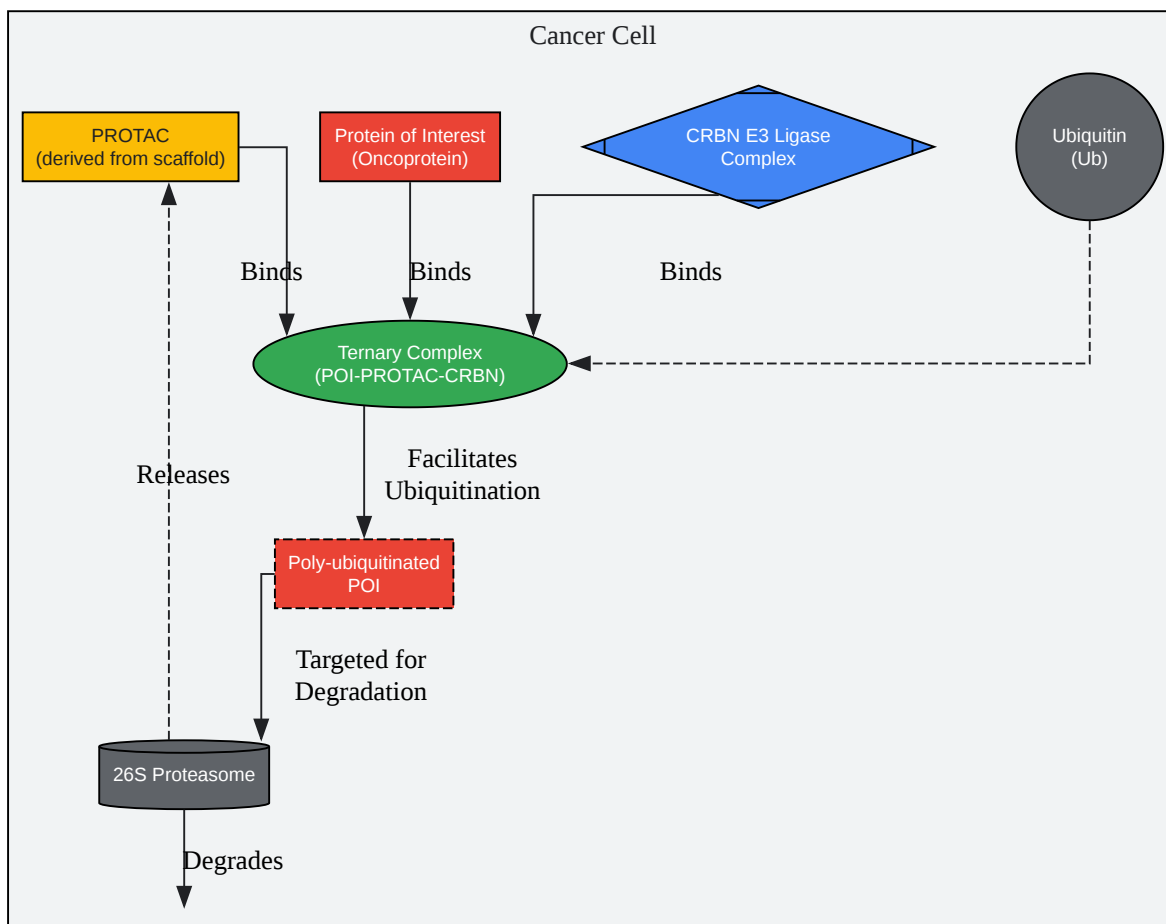 Cancer Cell
PROTAC
(derived from scaffold)
Protein of Interest
(Oncoprotein)
CRBN E3 Ligase
Complex
Ubiquitin
(Ub)
Binds
Binds
Binds
Ternary Complex
(POI-PROTAC-CRBN)
Releases
Facilitates
Ubiquitination
Poly-ubiquitinated
POI
Targeted for
Degradation
26S Proteasome
Degrades